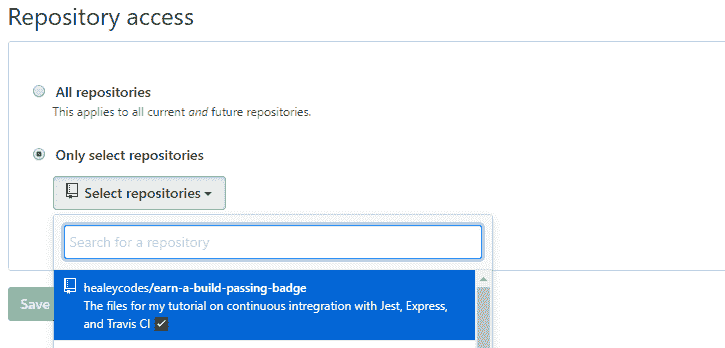 Repository access
All repositories
This applies to all current and future repositories.
Only select repositories
Select repositories
Search for a repository
healeycodes/earn-a-build-passing-badge
The files for my tutorial on continuous intregration with Jest, Express,
and Travis CI
Save